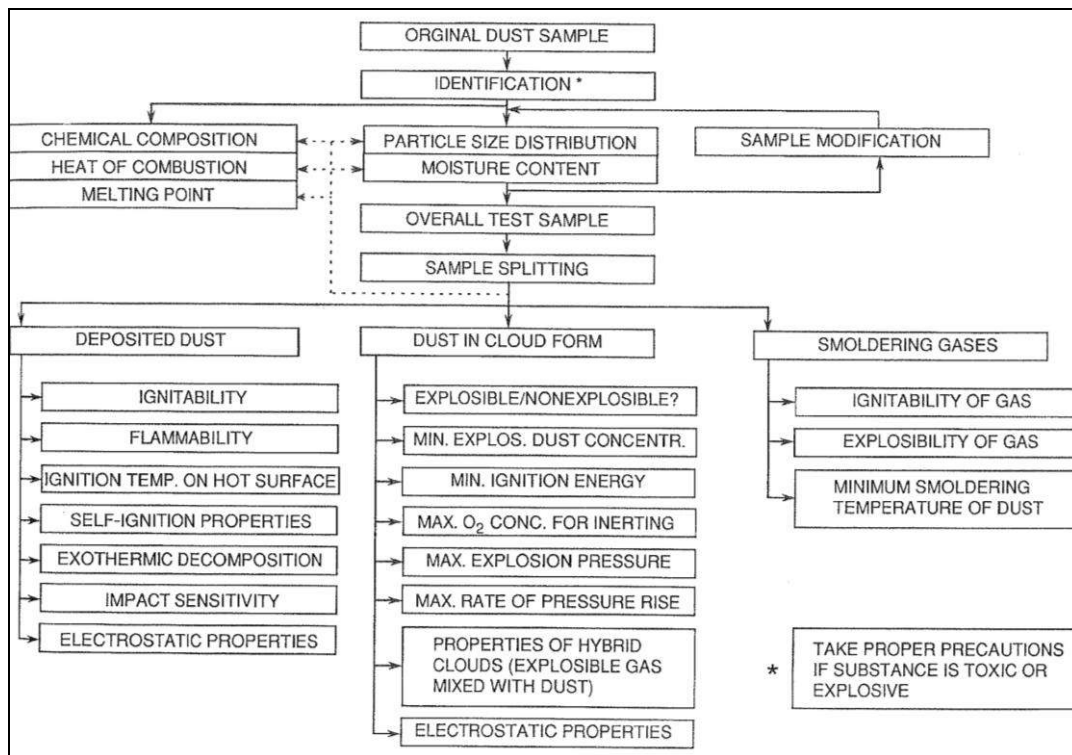 ORGINAL DUST SAMPLE
IDENTIFICATION *
CHEMICAL COMPOSITION
HEAT OF COMBUSTION
MELTING POINT
PARTICLE SIZE DISTRIBUTION
MOISTURE CONTENT
SAMPLE MODIFICATION
OVERALL TEST SAMPLE
SAMPLE SPLITTING
DEPOSITED DUST
IGNITABILITY
FLAMMABILITY
IGNITION TEMP. ON HOT SURFACE
SELF-IGNITION PROPERTIES
EXOTHERMIC DECOMPOSITION
IMPACT SENSITIVITY
ELECTROSTATIC PROPERTIES
DUST IN CLOUD FORM
EXPLOSIBLE/NONEXPLOSIBLE?
MIN. EXPLOS. DUST CONCENTR.
MIN. IGNITION ENERGY
MAX. O2 CONC. FOR INERTING
MAX. EXPLOSION PRESSURE
MAX. RATE OF PRESSURE RISE
PROPERTIES OF HYBRID
CLOUDS (EXPLOSIBLE GAS
MIXED WITH DUST)
ELECTROSTATIC PROPERTIES
SMOLDERING GASES
IGNITABILITY OF GAS
EXPLOSIBILITY OF GAS
MINIMUM SMOLDERING
TEMPERATURE OF DUST
* TAKE PROPER PRECAUTIONS
IF SUBSTANCE IS TOXIC OR
EXPLOSIVE